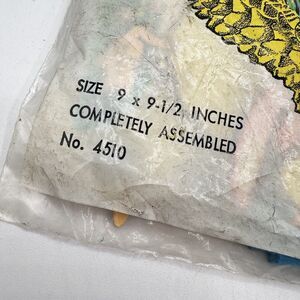 SIZE 9 x 9-1/2 INCHES
COMPLETELY ASSEMBLED
No. 4510